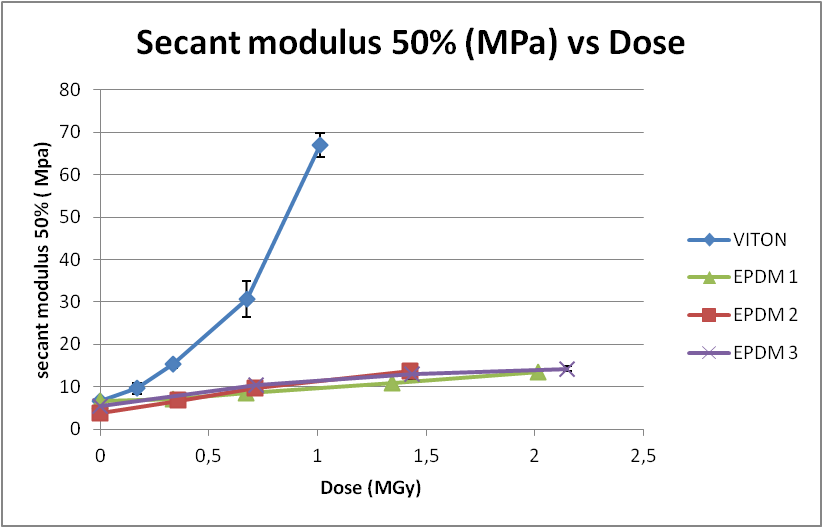 Secant modulus 50% (MPa) vs Dose
secant modulus 50% ( Mpa)
80
70
60
50
40
30
20
10
0
0
0,5
1
1,5
2
2,5
Dose (MGy)
VITON
EPDM 1
EPDM 2
EPDM 3